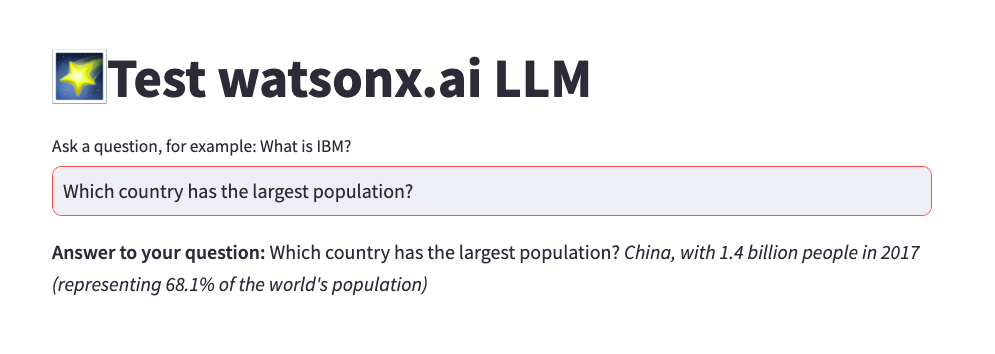 Test watsonx.ai LLM
Ask a question, for example: What is IBM?
Which country has the largest population?
Answer to your question: Which country has the largest population? China, with 1.4 billion people in 2017
(representing 68.1% of the world's population)